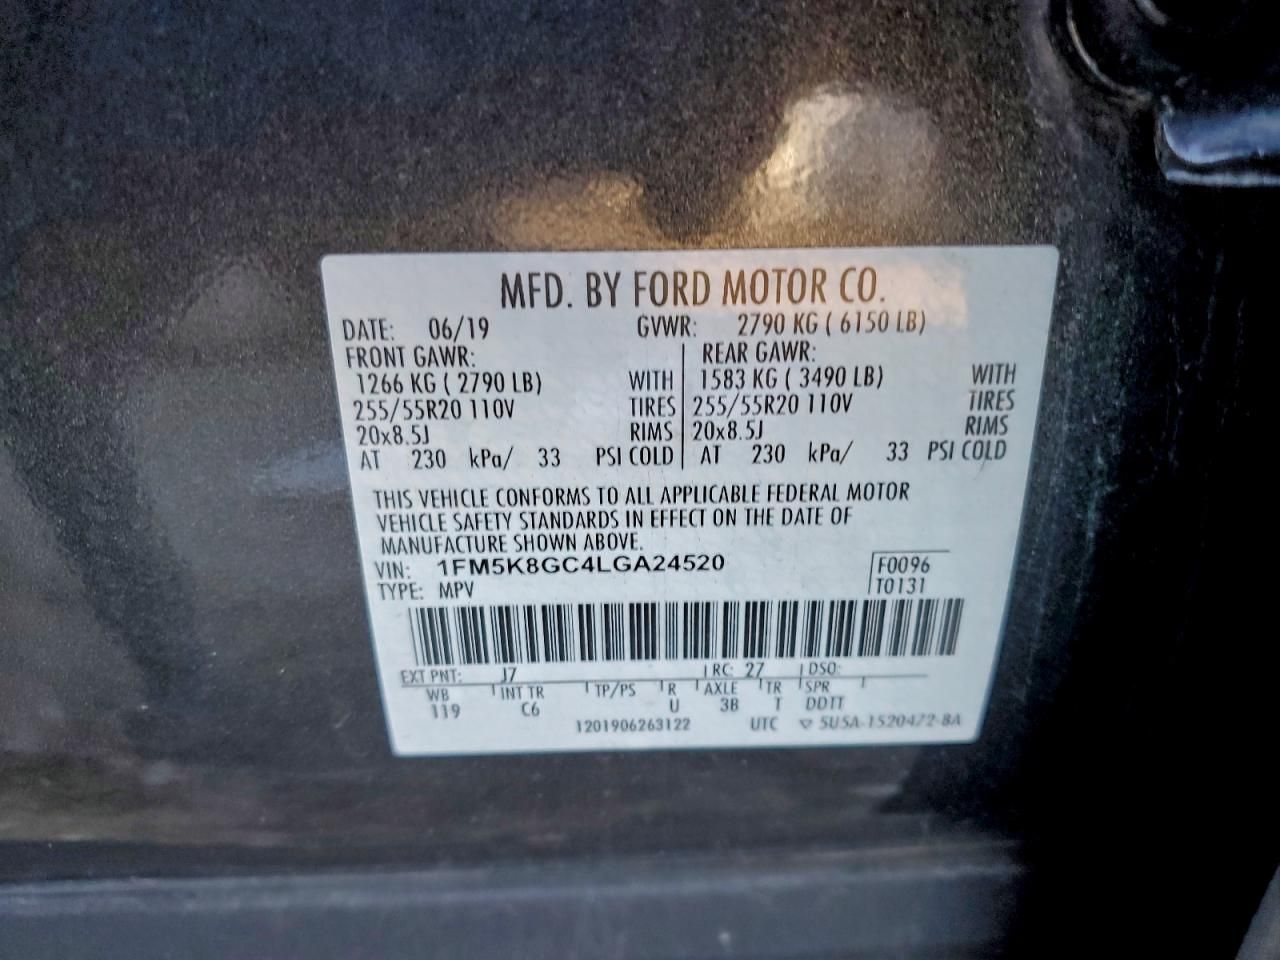 MFD. BY FORD MOTOR CO.
DATE: 06/19 GVWR: 2790 KG ( 6150 LB)
FRONT GAWR: REAR GAWR:
1266 KG ( 2790 LB) WITH 1583 KG ( 3490 LB) WITH
255/55R20 110V TIRES 255/55R20 110V TIRES
20x8.5J RIMS 20x8.5J RIMS
AT 230 kPa/ 33 PSI COLD AT 230 kPa/ 33 PSI COLD
THIS VEHICLE CONFORMS TO ALL APPLICABLE FEDERAL MOTOR
VEHICLE SAFETY STANDARDS IN EFFECT ON THE DATE OF
MANUFACTURE SHOWN ABOVE.
VIN: 1FM5K8GC4LGA24520 F0096
TYPE: MPV T0131
EXT PNT: J7 RC: 27 DSO:
WB INT TR TP/PS R AXLE TR SPR
119 C6 U 3B T DOTT
1201906263122 UTC 5U5A-1520472-BA